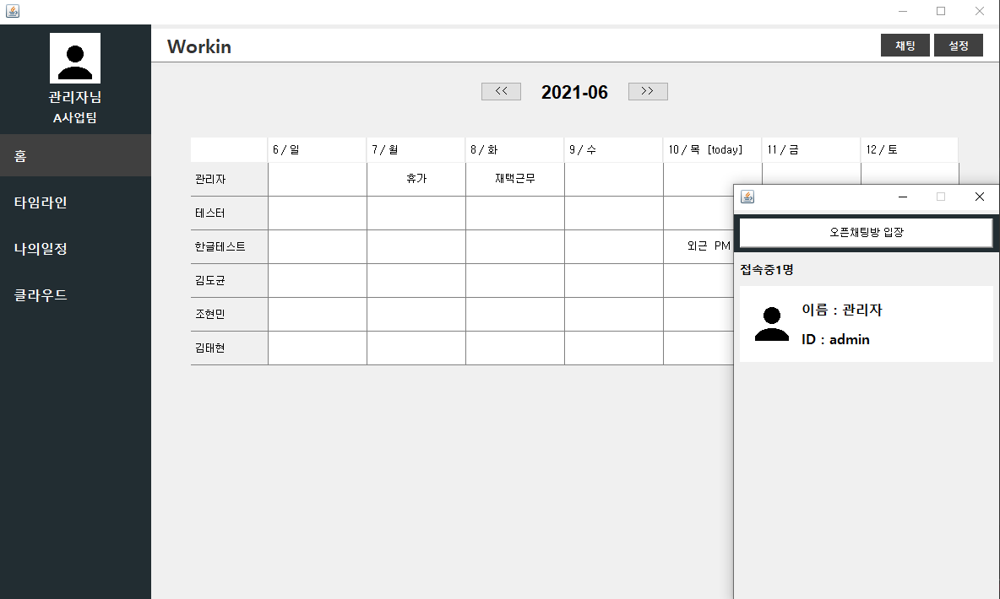 Workin
채팅 설정
관리자님
A사업팀
홈
타임라인
나의일정
클라우드
<< 2021-06 >>
6 / 일 7 / 월 8 / 화 9 / 수 10 / 목 [today] 11 / 금 12 / 토
관리자 휴가 재택근무
테스터
한글테스트 외근 PM
김도균
조현민
김태현
오픈채팅방 입장
접속중1명
이름 : 관리자
ID : admin